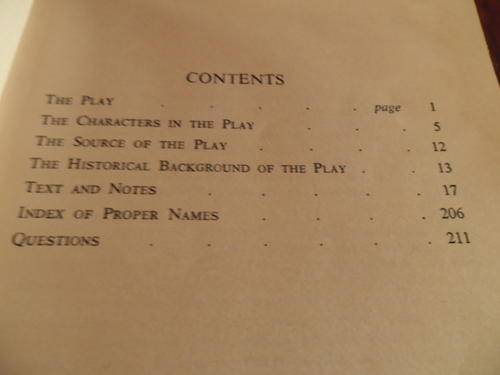 CONTENTS
THE PLAY . . . . . page 1
THE CHARACTERS IN THE PLAY . . . 5
THE SOURCE OF THE PLAY . . . . 12
THE HISTORICAL BACKGROUND OF THE PLAY . . 13
TEXT AND NOTES . . . . . 17
INDEX OF PROPER NAMES . . . . 206
QUESTIONS . . . . . . 211